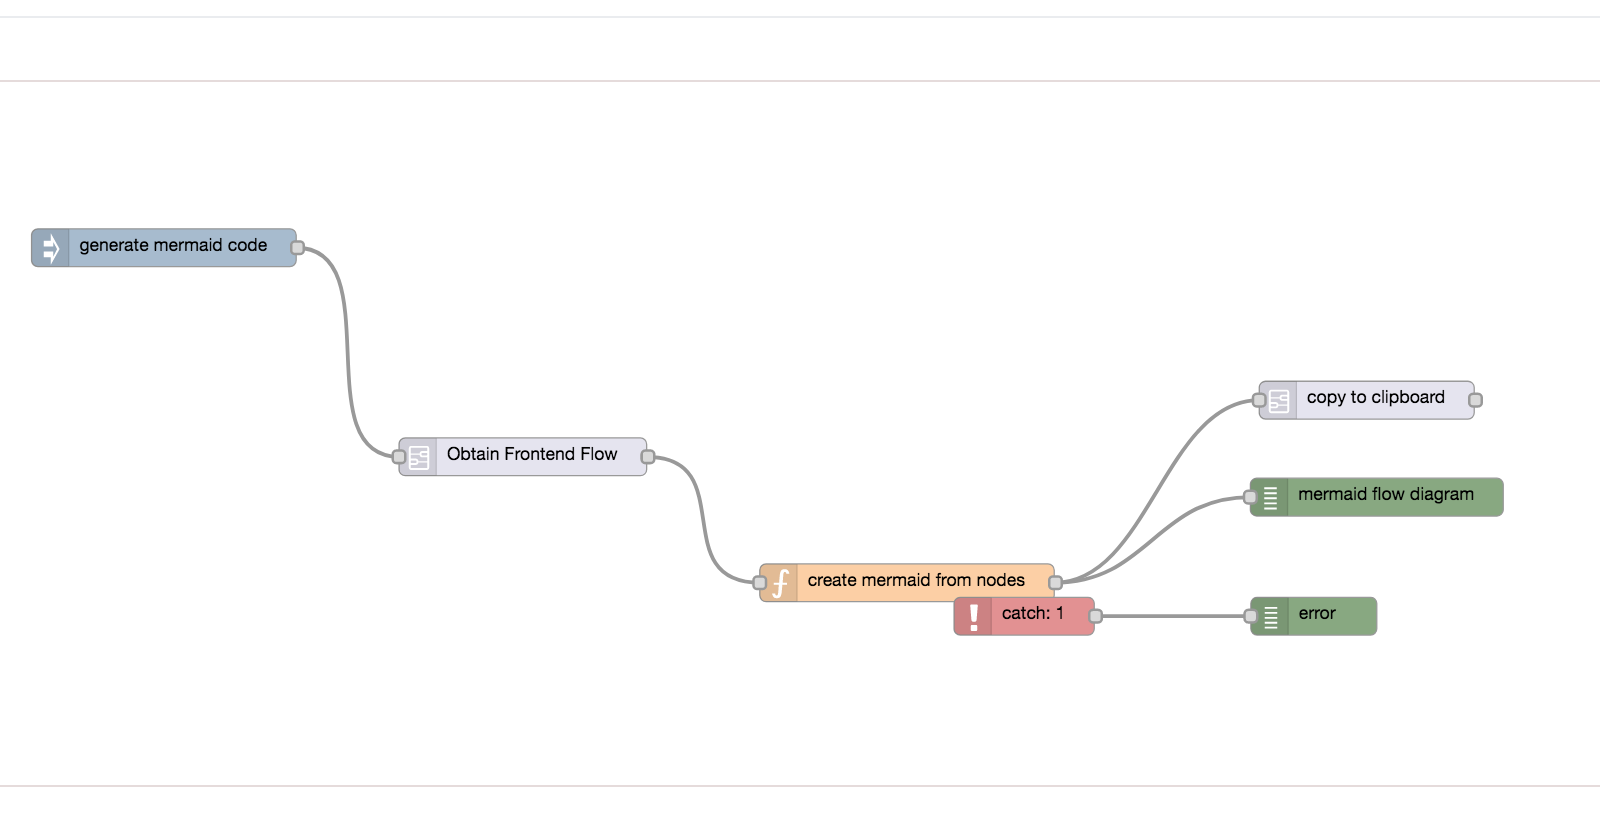 generate mermaid code
Obtain Frontend Flow
create mermaid from nodes
catch: 1
copy to clipboard
mermaid flow diagram
error